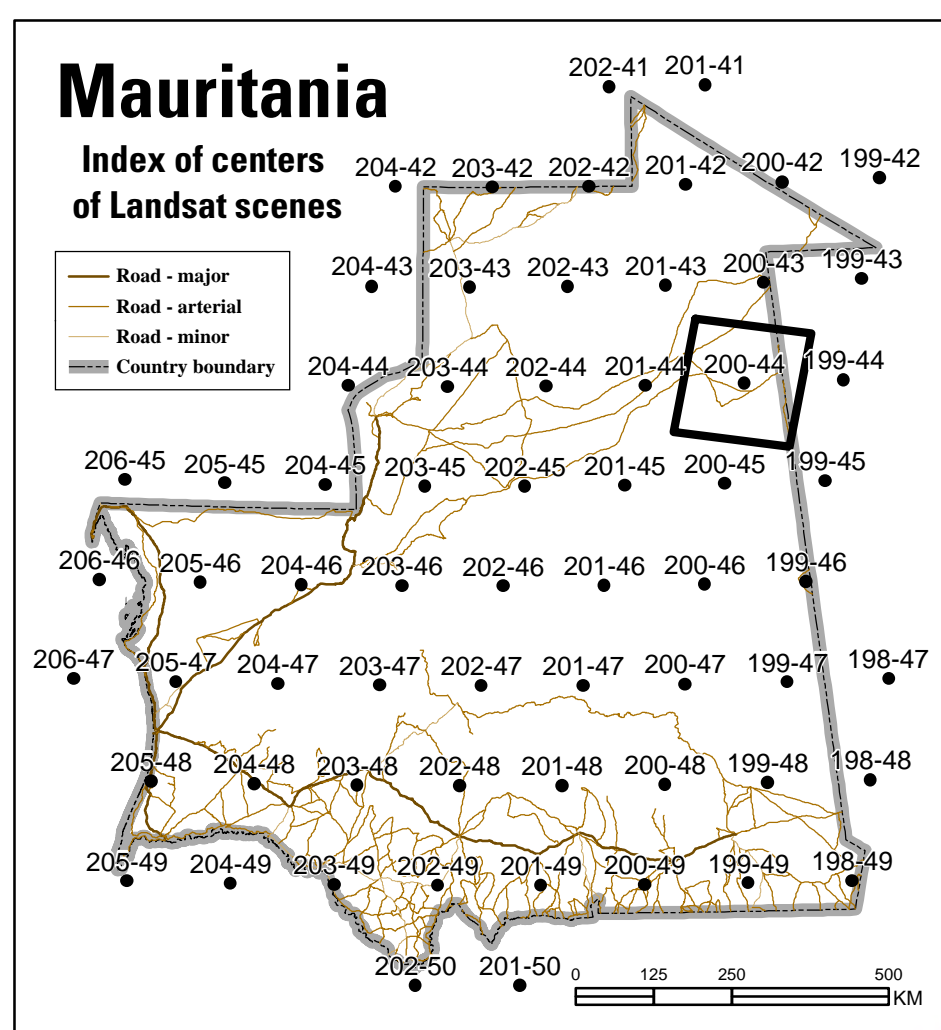 Mauritania
Index of centers
of Landsat scenes
Road - major
Road - arterial
Road - minor
Country boundary
202-41 201-41
204-42 203-42 202-42 201-42 200-42 199-42
204-43 203-43 202-43 201-43 200-43 199-43
204-44 203-44 202-44 201-44 200-44 199-44
206-45 205-45 204-45 203-45 202-45 201-45 200-45 199-45
206-46 205-46 204-46 203-46 202-46 201-46 200-46 199-46
206-47 205-47 204-47 203-47 202-47 201-47 200-47 199-47 198-47
205-48 204-48 203-48 202-48 201-48 200-48 199-48 198-48
205-49 204-49 203-49 202-49 201-49 200-49 199-49 198-49
202-50 201-50
0 125 250 500
KM